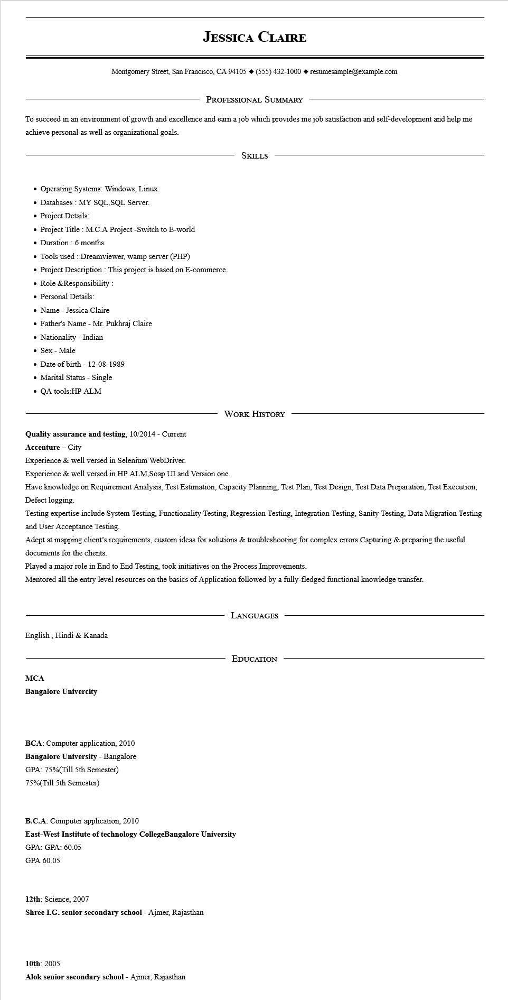 Jessica Claire
Montgomery Street, San Francisco, CA 94105 ◆ (555) 432-1000 ◆ resumesample@example.com
Professional Summary
To succeed in an environment of growth and excellence and earn a job which provides me job satisfaction and self-development and help me
achieve personal as well as organizational goals.
Skills
• Operating Systems: Windows, Linux.
• Databases : MY SQL,SQL Server.
• Project Details:
• Project Title : M.C.A Project -Switch to E-world
• Duration : 6 months
• Tools used : Dreamviewer, wamp server (PHP)
• Project Description : This project is based on E-commerce.
• Role &Responsibility :
• Personal Details:
• Name - Jessica Claire
• Father's Name - Mr. Pukhraj Claire
• Nationality - Indian
• Sex - Male
• Date of birth - 12-08-1989
• Marital Status - Single
• QA tools:HP ALM
Work History
Quality assurance and testing, 10/2014 - Current
Accenture – City
Experience & well versed in Selenium WebDriver.
Experience & well versed in HP ALM,Soap UI and Version one.
Have knowledge on Requirement Analysis, Test Estimation, Capacity Planning, Test Plan, Test Design, Test Data Preparation, Test Execution,
Defect logging.
Testing expertise include System Testing, Functionality Testing, Regression Testing, Integration Testing, Sanity Testing, Data Migration Testing
and User Acceptance Testing.
Adept at mapping client’s requirements, custom ideas for solutions & troubleshooting for complex errors.Capturing & preparing the useful
documents for the clients.
Played a major role in End to End Testing, took initiatives on the Process Improvements.
Mentored all the entry level resources on the basics of Application followed by a fully-fledged functional knowledge transfer.
Languages
English , Hindi & Kanada
Education
MCA
Bangalore Univercity
BCA: Computer application, 2010
Bangalore University - Bangalore
GPA: 75%(Till 5th Semester)
75%(Till 5th Semester)
B.C.A: Computer application, 2010
East-West Institute of technology CollegeBangalore University
GPA: GPA: 60.05
GPA 60.05
12th: Science, 2007
Shree I.G. senior secondary school - Ajmer, Rajasthan
10th: 2005
Alok senior secondary school - Ajmer, Rajasthan